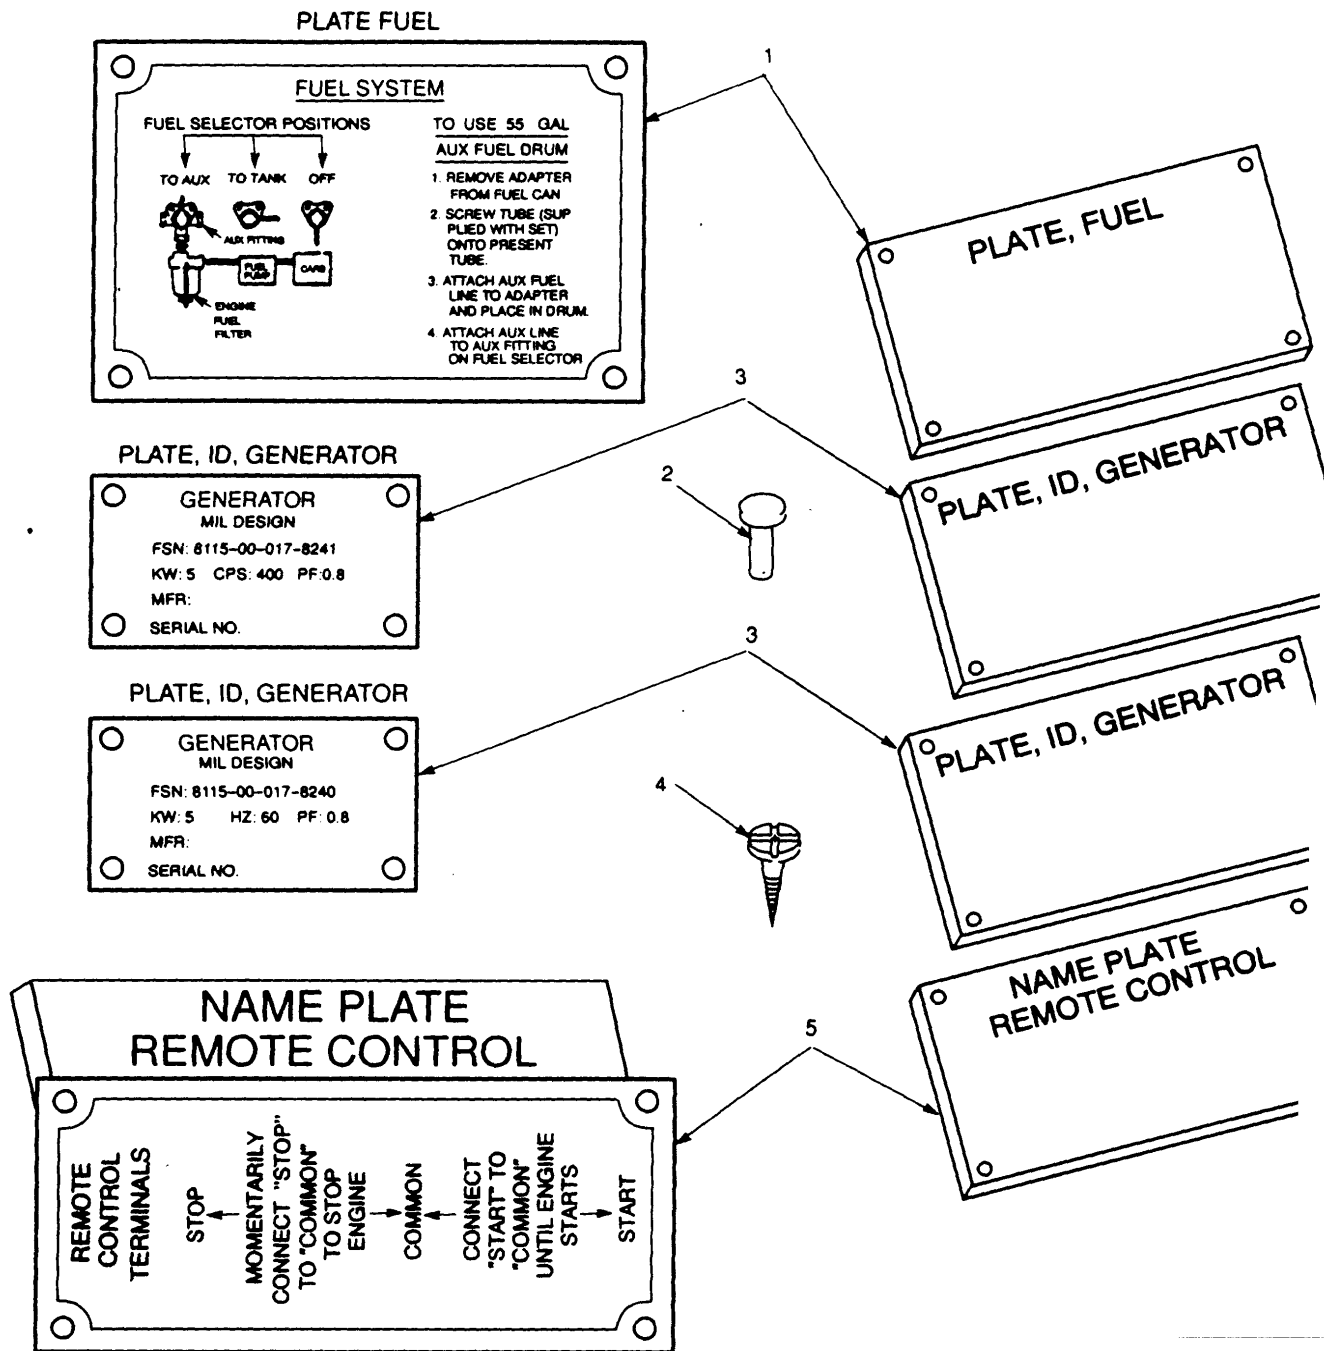 PLATE FUEL
FUEL SYSTEM
FUEL SELECTOR POSITIONS
TO AUX TO TANK OFF
AUX FITTING
FUEL
PUMP
CARB
ENGINE
FUEL
FILTER
TO USE 55 GAL
AUX FUEL DRUM
1. REMOVE ADAPTER
FROM FUEL CAN
2. SCREW TUBE (SUP
PLIED WITH SET)
ONTO PRESENT
TUBE.
3. ATTACH AUX FUEL
LINE TO ADAPTER
AND PLACE IN DRUM.
4. ATTACH AUX LINE
TO AUX FITTING
ON FUEL SELECTOR
1
PLATE, FUEL
PLATE, ID, GENERATOR
GENERATOR
MIL DESIGN
FSN: 8115-00-017-8241
KW: 5 CPS: 400 PF:0.8
MFR:
SERIAL NO.
3
2
PLATE, ID, GENERATOR
PLATE, ID, GENERATOR
GENERATOR
MIL DESIGN
FSN: 8115-00-017-8240
KW: 5 HZ: 60 PF: 0.8
MFR:
SERIAL NO.
3
4
PLATE, ID, GENERATOR
NAME PLATE
REMOTE CONTROL
REMOTE
CONTROL
TERMINALS
STOP
MOMENTARILY
CONNECT "STOP"
TO "COMMON"
TO STOP
ENGINE
COMMON
CONNECT
"START" TO
"COMMON"
UNTIL ENGINE
STARTS
START
5
NAME PLATE
REMOTE CONTROL